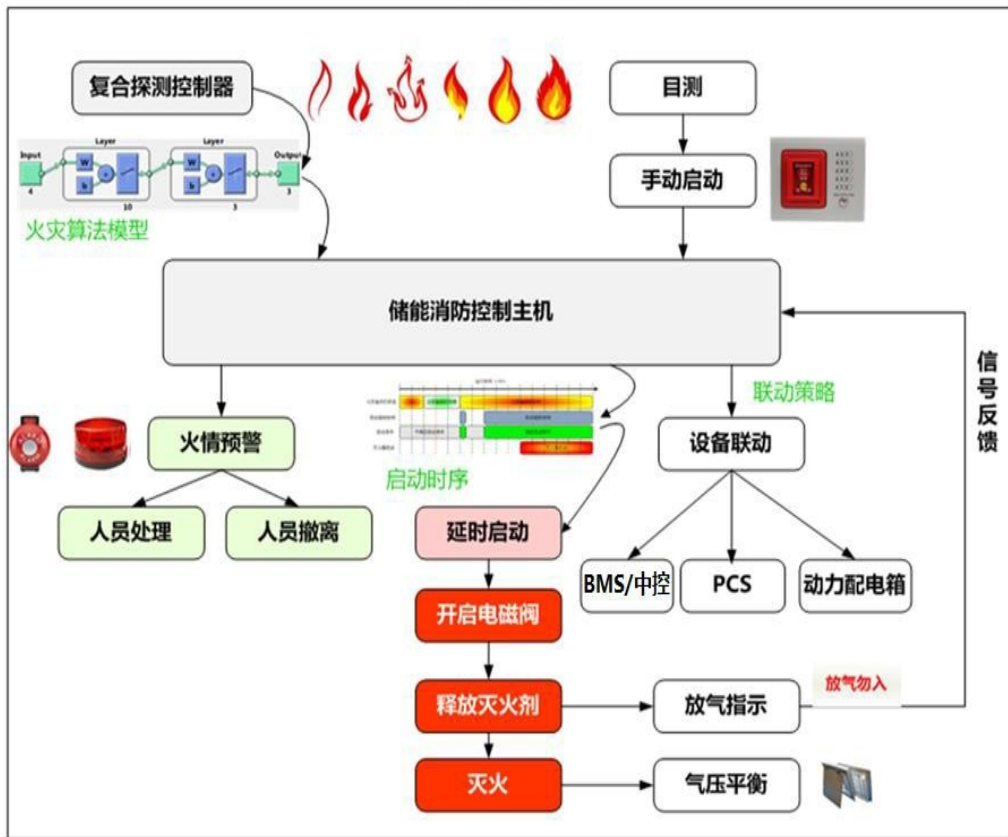 复合探测控制器
目测
Layer
Layer
Input
Output
W
W
b
b
4
3
10
3
火灾算法模型
手动启动
储能消防控制主机
信号反馈
联动策略
火情预警
启动时序
设备联动
人员处理
人员撤离
延时启动
BMS/中控
PCS
动力配电箱
开启电磁阀
释放灭火剂
放气指示
放气勿入
灭火
气压平衡